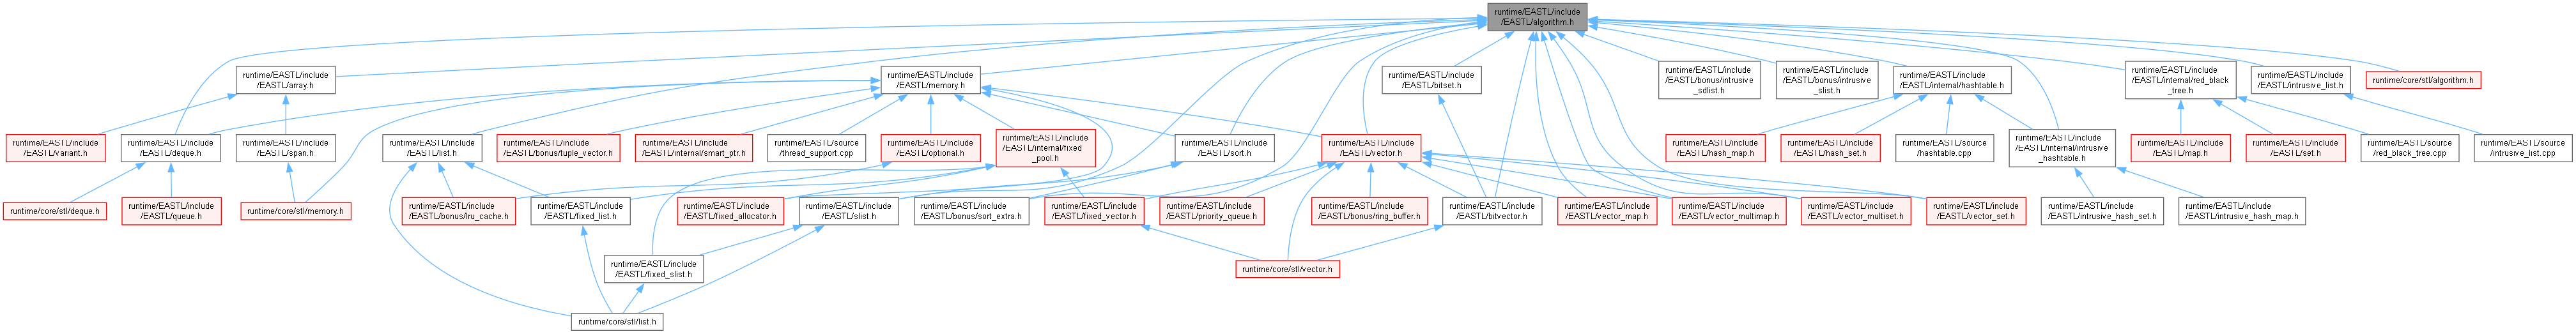 runtime/EASTL/include
/EASTL/algorithm.h
runtime/EASTL/include
/EASTL/array.h
runtime/EASTL/include
/EASTL/memory.h
runtime/EASTL/include
/EASTL/bitset.h
runtime/EASTL/include
/EASTL/bonus/intrusive
_sdlist.h
runtime/EASTL/include
/EASTL/bonus/intrusive
_slist.h
runtime/EASTL/include
/EASTL/internal/hashtable.h
runtime/EASTL/include
/EASTL/internal/red_black
_tree.h
runtime/EASTL/include
/EASTL/intrusive_list.h
runtime/core/stl/algorithm.h
runtime/EASTL/include
/EASTL/variant.h
runtime/EASTL/include
/EASTL/deque.h
runtime/EASTL/include
/EASTL/span.h
runtime/EASTL/include
/EASTL/list.h
runtime/EASTL/include
/EASTL/bonus/tuple_vector.h
runtime/EASTL/include
/EASTL/internal/smart_ptr.h
runtime/EASTL/source
/thread_support.cpp
runtime/EASTL/include
/EASTL/optional.h
runtime/EASTL/include
/EASTL/internal/fixed
_pool.h
runtime/EASTL/include
/EASTL/sort.h
runtime/EASTL/include
/EASTL/vector.h
runtime/EASTL/include
/EASTL/hash_map.h
runtime/EASTL/include
/EASTL/hash_set.h
runtime/EASTL/source
/hashtable.cpp
runtime/EASTL/include
/EASTL/internal/intrusive
_hashtable.h
runtime/EASTL/include
/EASTL/map.h
runtime/EASTL/include
/EASTL/set.h
runtime/EASTL/source
/red_black_tree.cpp
runtime/EASTL/source
/intrusive_list.cpp
runtime/core/stl/deque.h
runtime/EASTL/include
/EASTL/queue.h
runtime/core/stl/memory.h
runtime/EASTL/include
/EASTL/bonus/lru_cache.h
runtime/EASTL/include
/EASTL/fixed_list.h
runtime/EASTL/include
/EASTL/fixed_allocator.h
runtime/EASTL/include
/EASTL/slist.h
runtime/EASTL/include
/EASTL/bonus/sort_extra.h
runtime/EASTL/include
/EASTL/fixed_vector.h
runtime/EASTL/include
/EASTL/priority_queue.h
runtime/EASTL/include
/EASTL/bonus/ring_buffer.h
runtime/EASTL/include
/EASTL/bitvector.h
runtime/EASTL/include
/EASTL/vector_map.h
runtime/EASTL/include
/EASTL/vector_multimap.h
runtime/EASTL/include
/EASTL/vector_multiset.h
runtime/EASTL/include
/EASTL/vector_set.h
runtime/EASTL/include
/EASTL/intrusive_hash_set.h
runtime/EASTL/include
/EASTL/intrusive_hash_map.h
runtime/EASTL/include
/EASTL/fixed_slist.h
runtime/core/stl/vector.h
runtime/core/stl/list.h